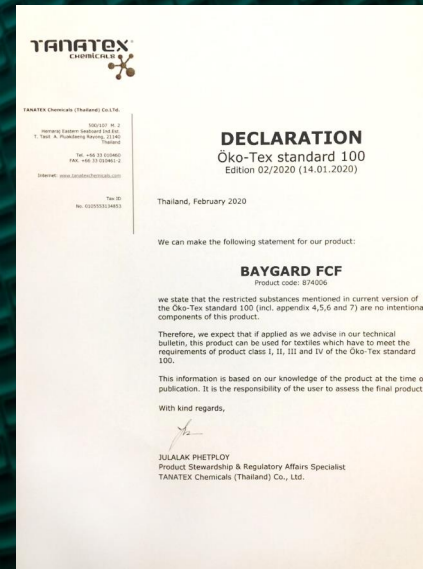 TANATEX
CHEMICALS
TANATEX Chemicals (Thailand) Co.Ltd.
500/107 M. 2
Hemaraj Eastern Seaboard Ind Est.
T. Tasit A. Pluakdaeng Rayong, 21140
Thailand
Tel. +66 33 010460
FAX. +66 33 010461-2
Internet: www.tanatexchemicals.com
Tax ID
No. 0105553134853
DECLARATION
Öko-Tex standard 100
Edition 02/2020 (14.01.2020)
Thailand, February 2020
We can make the following statement for our product:
BAYGARD FCF
Product code: 874006
we state that the restricted substances mentioned in current version of
the Öko-Tex standard 100 (incl. appendix 4,5,6 and 7) are no intentiona
components of this product.
Therefore, we expect that if applied as we advise in our technical
bulletin, this product can be used for textiles which have to meet the
requirements of product class I, II, III and IV of the Öko-Tex standard
100.
This information is based on our knowledge of the product at the time o
publication. It is the responsibility of the user to assess the final product
With kind regards,
JULALAK PHETPLOY
Product Stewardship & Regulatory Affairs Specialist
TANATEX Chemicals (Thailand) Co., Ltd.